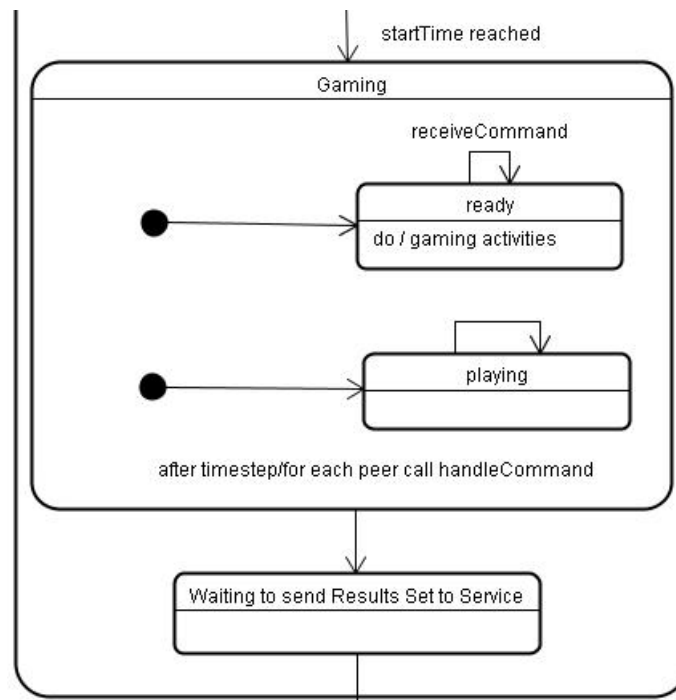 startTime reached
Gaming
receiveCommand
ready
do / gaming activities
playing
after timestep/for each peer call handleCommand
Waiting to send Results Set to Service